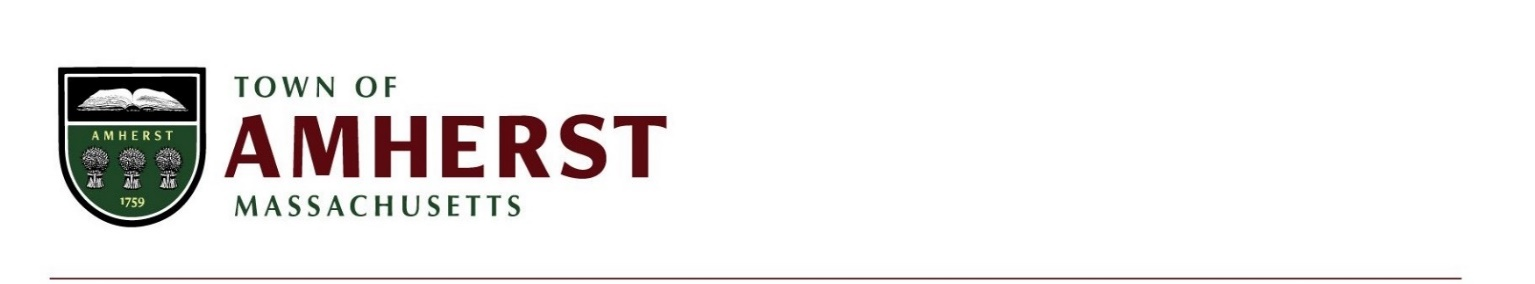 AMHERST
1759
TOWN OF
AMHERST
MASSACHUSETTS